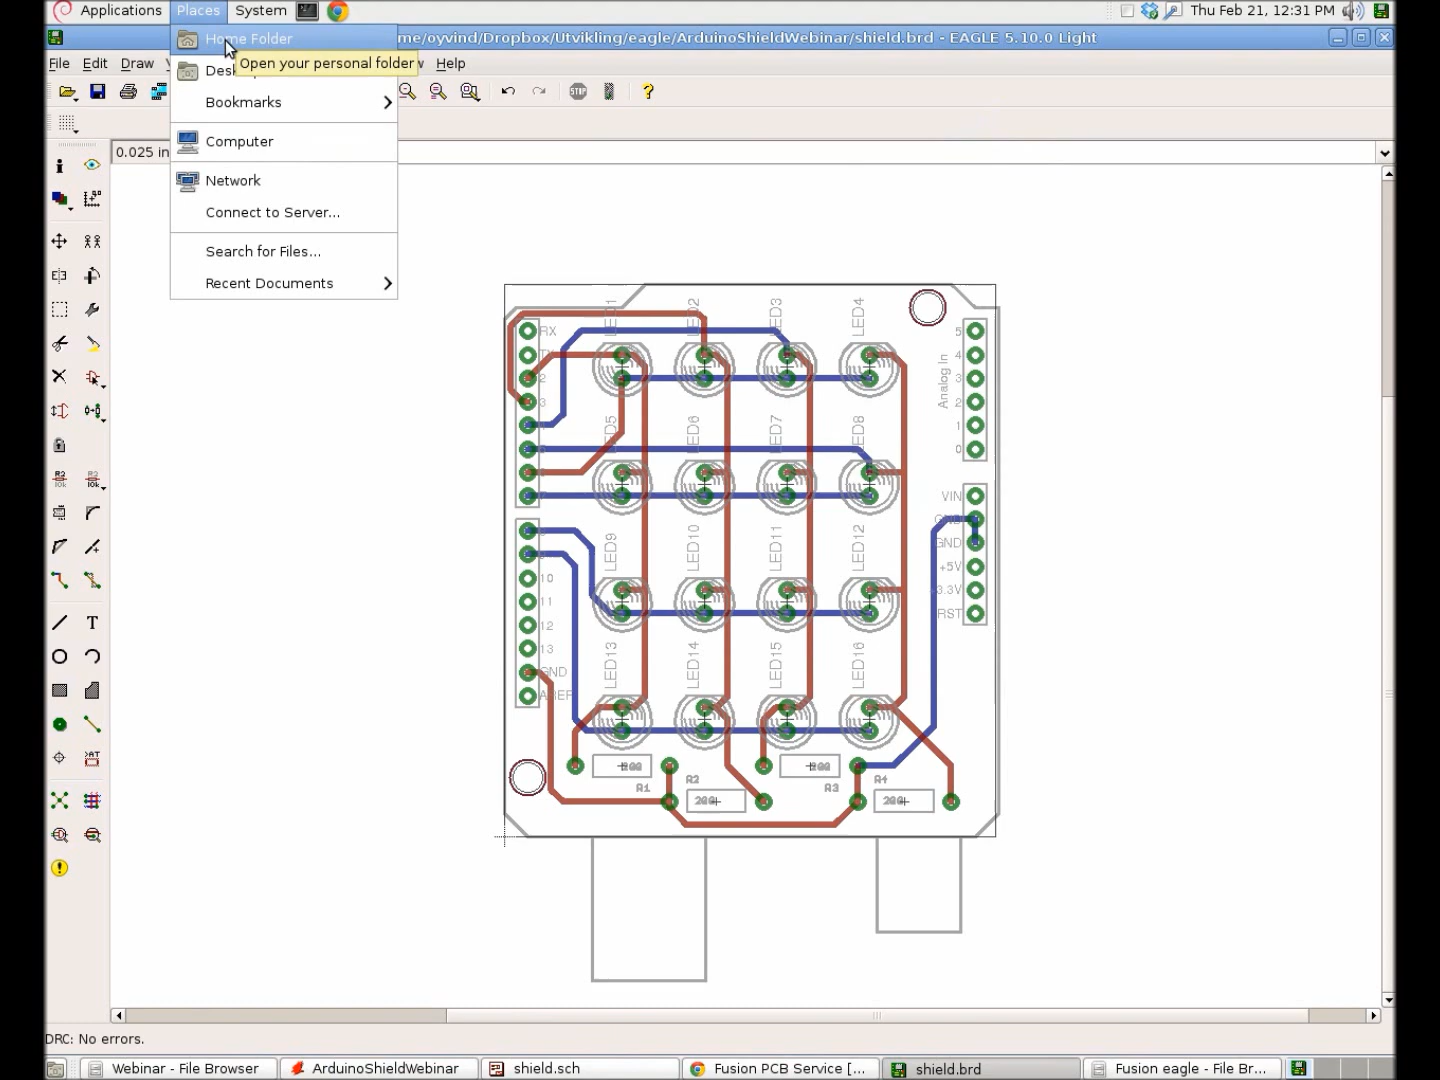 Applications Places System Thu Feb 21, 12:31 PM
Home Folder
me/oyvind/Dropbox/Utvikling/eagle/ArduinoShieldWebinar/shield.brd - EAGLE 5.10.0 Light
Open your personal folder
File Edit Draw Help
Bookmarks
0.025 in
Computer
Network
Connect to Server...
Search for Files...
Recent Documents
LED4
RX
5
4
3
2
1
0
Analog In
2
3
LED6
LED7
LED8
VIN
GND
GND
+5V
3.3V
RST
LED9
LED10
LED11
LED12
10
11
12
13
GND
AREF
LED13
LED14
LED15
LED16
R1
R2
R3
R4
DRC: No errors.
Webinar - File Browser
ArduinoShieldWebinar
shield.sch
Fusion PCB Service [...
shield.brd
Fusion eagle - File Br...